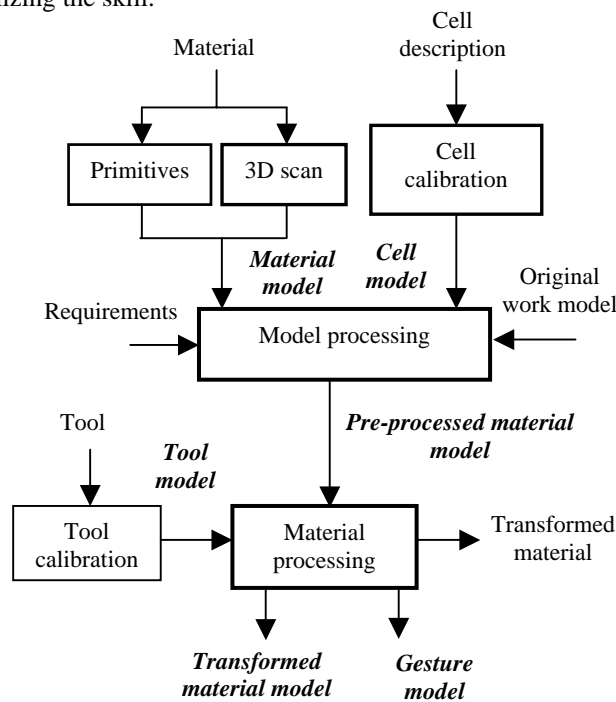 izing the skill.
Material
Cell
description
Primitives
3D scan
Cell
calibration
Material
model
Cell
model
Original
work model
Requirements
Model processing
Tool
Tool
model
Pre-processed material
model
Tool
calibration
Material
processing
Transformed
material
Transformed
material model
Gesture
model